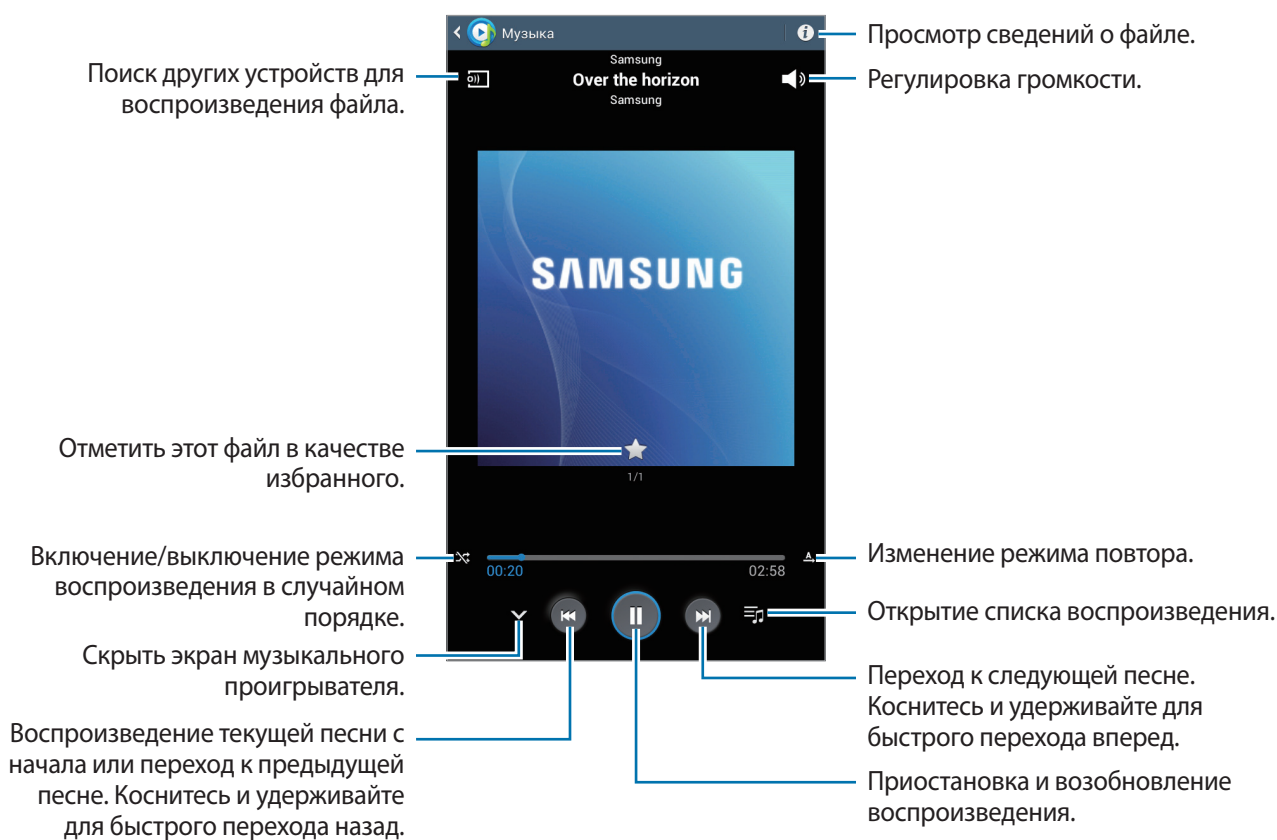 Музыка
Просмотр сведений о файле.
Samsung
Over the horizon
Samsung
Поиск других устройств для
воспроизведения файла.
Регулировка громкости.
SAMSUNG
Отметить этот файл в качестве
избранного.
1/1
Включение/выключение режима
воспроизведения в случайном
порядке.
00:20
02:58
A
Изменение режима повтора.
Открытие списка воспроизведения.
Скрыть экран музыкального
проигрывателя.
Переход к следующей песне.
Коснитесь и удерживайте для
быстрого перехода вперед.
Воспроизведение текущей песни с
начала или переход к предыдущей
песне. Коснитесь и удерживайте
для быстрого перехода назад.
Приостановка и возобновление
воспроизведения.